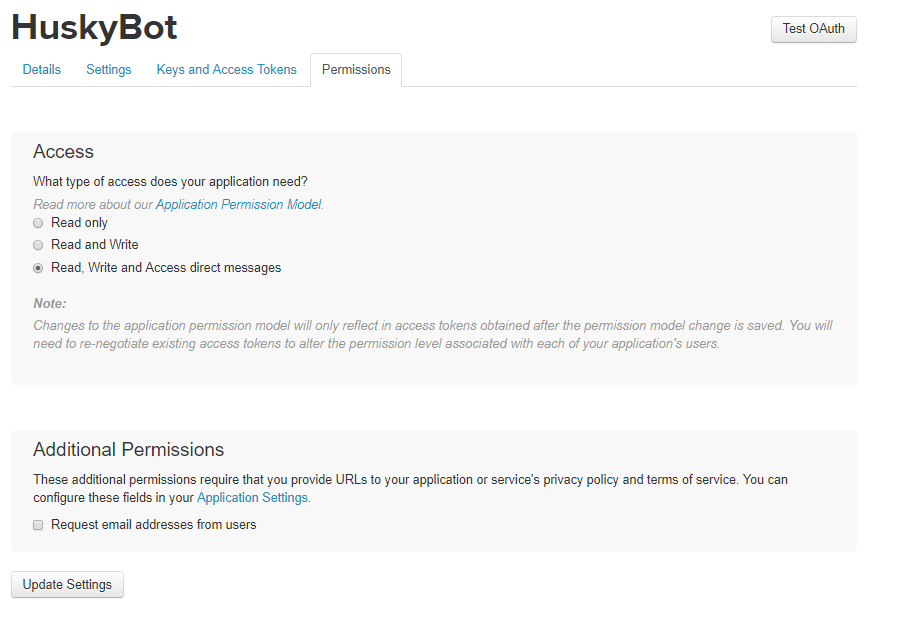 HuskyBot
Test OAuth
Details Settings Keys and Access Tokens Permissions
Access
What type of access does your application need?
Read more about our Application Permission Model.
Read only
Read and Write
Read, Write and Access direct messages
Note:
Changes to the application permission model will only reflect in access tokens obtained after the permission model change is saved. You will
need to re-negotiate existing access tokens to alter the permission level associated with each of your application's users.
Additional Permissions
These additional permissions require that you provide URLs to your application or service's privacy policy and terms of service. You can
configure these fields in your Application Settings.
Request email addresses from users
Update Settings